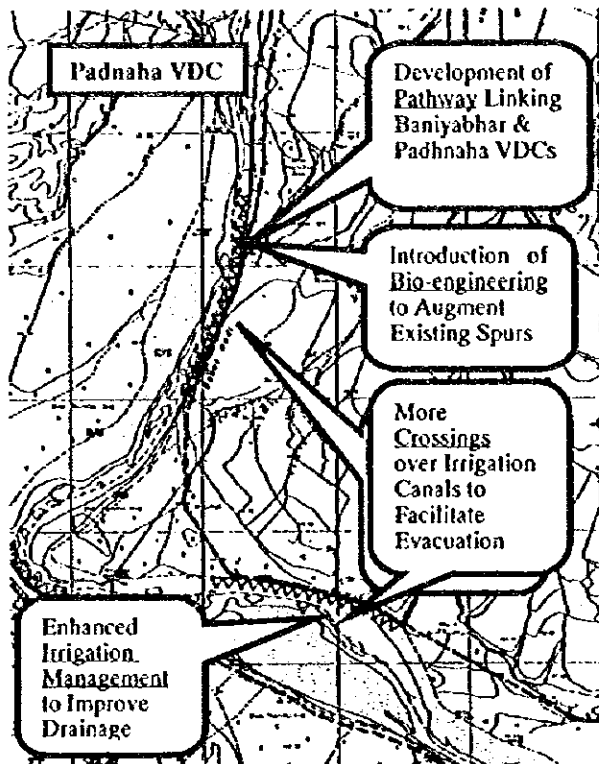 Padnaha VDC
Development of
Pathway Linking
Baniyabhar &
Padhnaha VDCs
Introduction of
Bio-engineering
to Augment
Existing Spurs
More
Crossings
over Irrigation
Canals to
Facilitate
Evacuation
Enhanced
Irrigation
Management
to Improve
Drainage